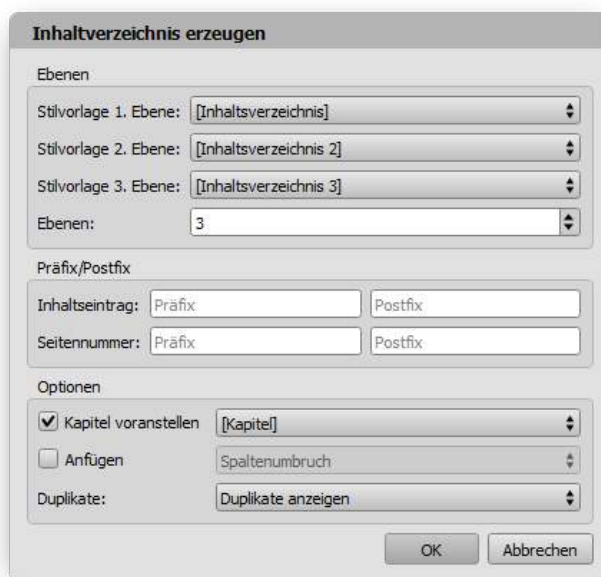 Inhaltverzeichnis erzeugen
Ebenen
Stilvorlage 1. Ebene: [Inhaltsverzeichnis]
Stilvorlage 2. Ebene: [Inhaltsverzeichnis 2]
Stilvorlage 3. Ebene: [Inhaltsverzeichnis 3]
Ebenen: 3
Präfix/Postfix
Inhaltseintrag: Präfix Postfix
Seitennummer: Präfix Postfix
Optionen
Kapitel voranstellen [Kapitel]
Anfügen Spaltenumbruch
Duplikate: Duplikate anzeigen
OK Abbrechen